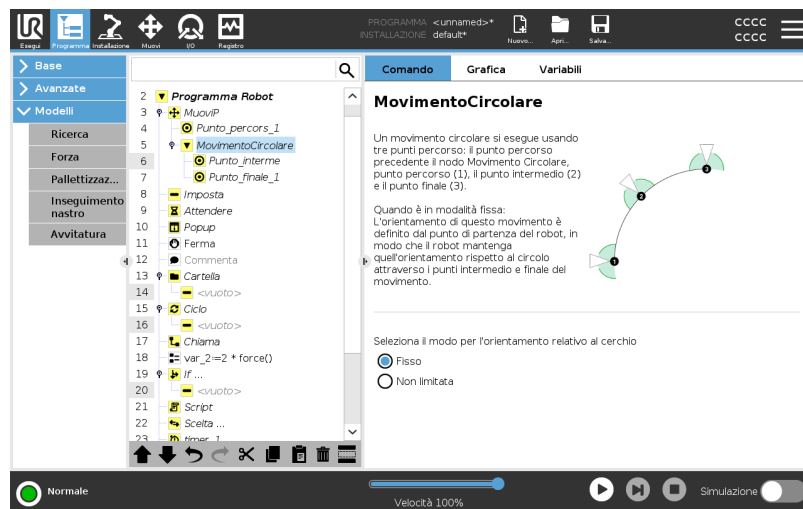 UR
Esegui
Programma
Installazione
Muovi
I/O
Registro
PROGRAMMA <unnamed>*
INSTALLAZIONE default*
Nuovo...
Apri...
Salva...
cccc
cccc
Base
Avanzate
Modelli
Ricerca
Forza
Pallettizzaz...
Inseguimento
nastro
Avvitatura
2 Programma Robot
3 MuoviP
4 Punto_percors_1
5 MovimentoCircolare
6 Punto_interme
7 Punto_finale_1
8 Imposta
9 Attendere
10 Popup
11 Ferma
12 Commenta
13 Cartella
14 <vuoto>
15 Ciclo
16 <vuoto>
17 Chiama
18 var_2:=2 * force()
19 If ...
20 <vuoto>
21 Script
22 Scelta ...
23 timer_1
Comando Grafica Variabili
MovimentoCircolare
Un movimento circolare si esegue usando
tre punti percorso: il punto percorso
precedente il nodo Movimento Circolare,
punto percorso (1), il punto intermedio (2)
e il punto finale (3).
Quando è in modalità fissa:
L'orientamento di questo movimento è
definito dal punto di partenza del robot, in
modo che il robot mantenga
quell'orientamento rispetto al circolo
attraverso i punti intermedio e finale del
movimento.
1
2
3
Seleziona il modo per l'orientamento relativo al cerchio
Fisso
Non limitata
Normale
Velocità 100%
Simulazione